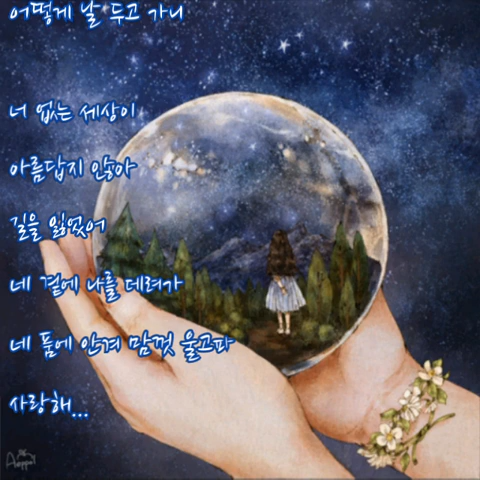 어떻게 날 두고 가니
너 없는 세상이
아름답지 않아
길을 잃었어
네 곁에 나를 데려가
네 품에 안겨 맘껏 울고파
사랑해...